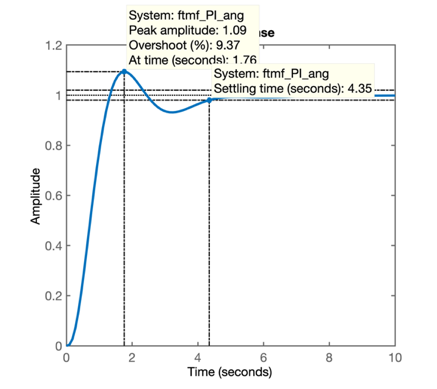 System: ftmf_PI_ang
Peak amplitude: 1.09
Overshoot (%): 9.37
At time (seconds): 1.76
System: ftmf_PI_ang
Settling time (seconds): 4.35
1.2
1
0.8
0.6
0.4
0.2
0
Amplitude
0 2 4 6 8 10
Time (seconds)